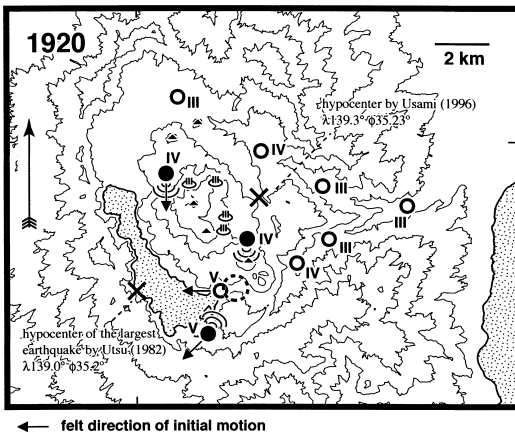 1920
2 km
hypocenter by Usami (1996)
λ139.3° φ35.23°
III
IV
IV
III
III
IV
III
V
IV
V
hypocenter of the largest
earthquake by Utsu (1982)
λ139.0° φ35.2°
felt direction of initial motion